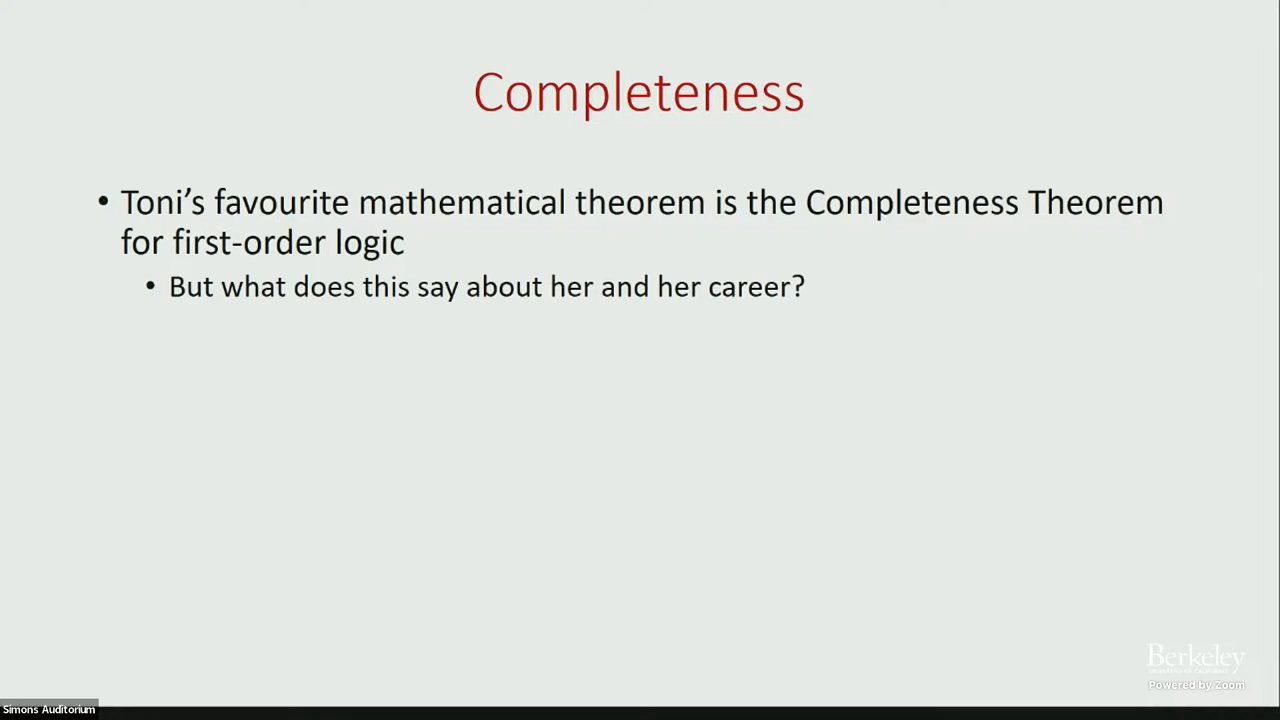 Completeness
• Toni’s favourite mathematical theorem is the Completeness Theorem
for first-order logic
• But what does this say about her and her career?
Berkeley
Powered by Zoom
Simons Auditorium